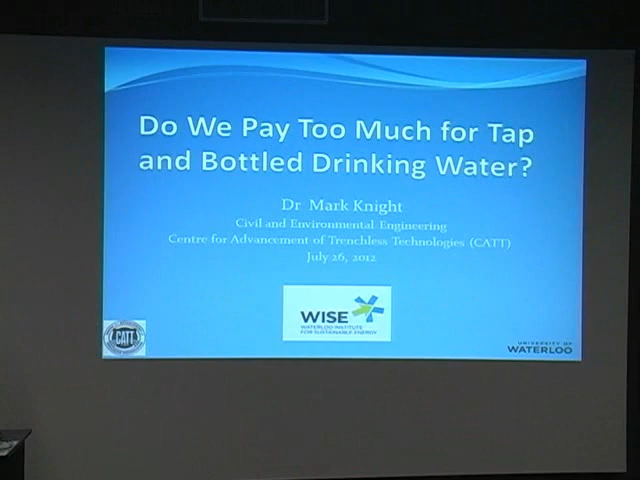 Do We Pay Too Much for Tap
and Bottled Drinking Water?
Dr. Mark Knight
Civil and Environmental Engineering
Centre for Advancement of Trenchless Technologies (CATT)
July 26, 2012
WISE
WATERLOO INSTITUTE
FOR SUSTAINABLE ENERGY
CATT
UNIVERSITY OF
WATERLOO